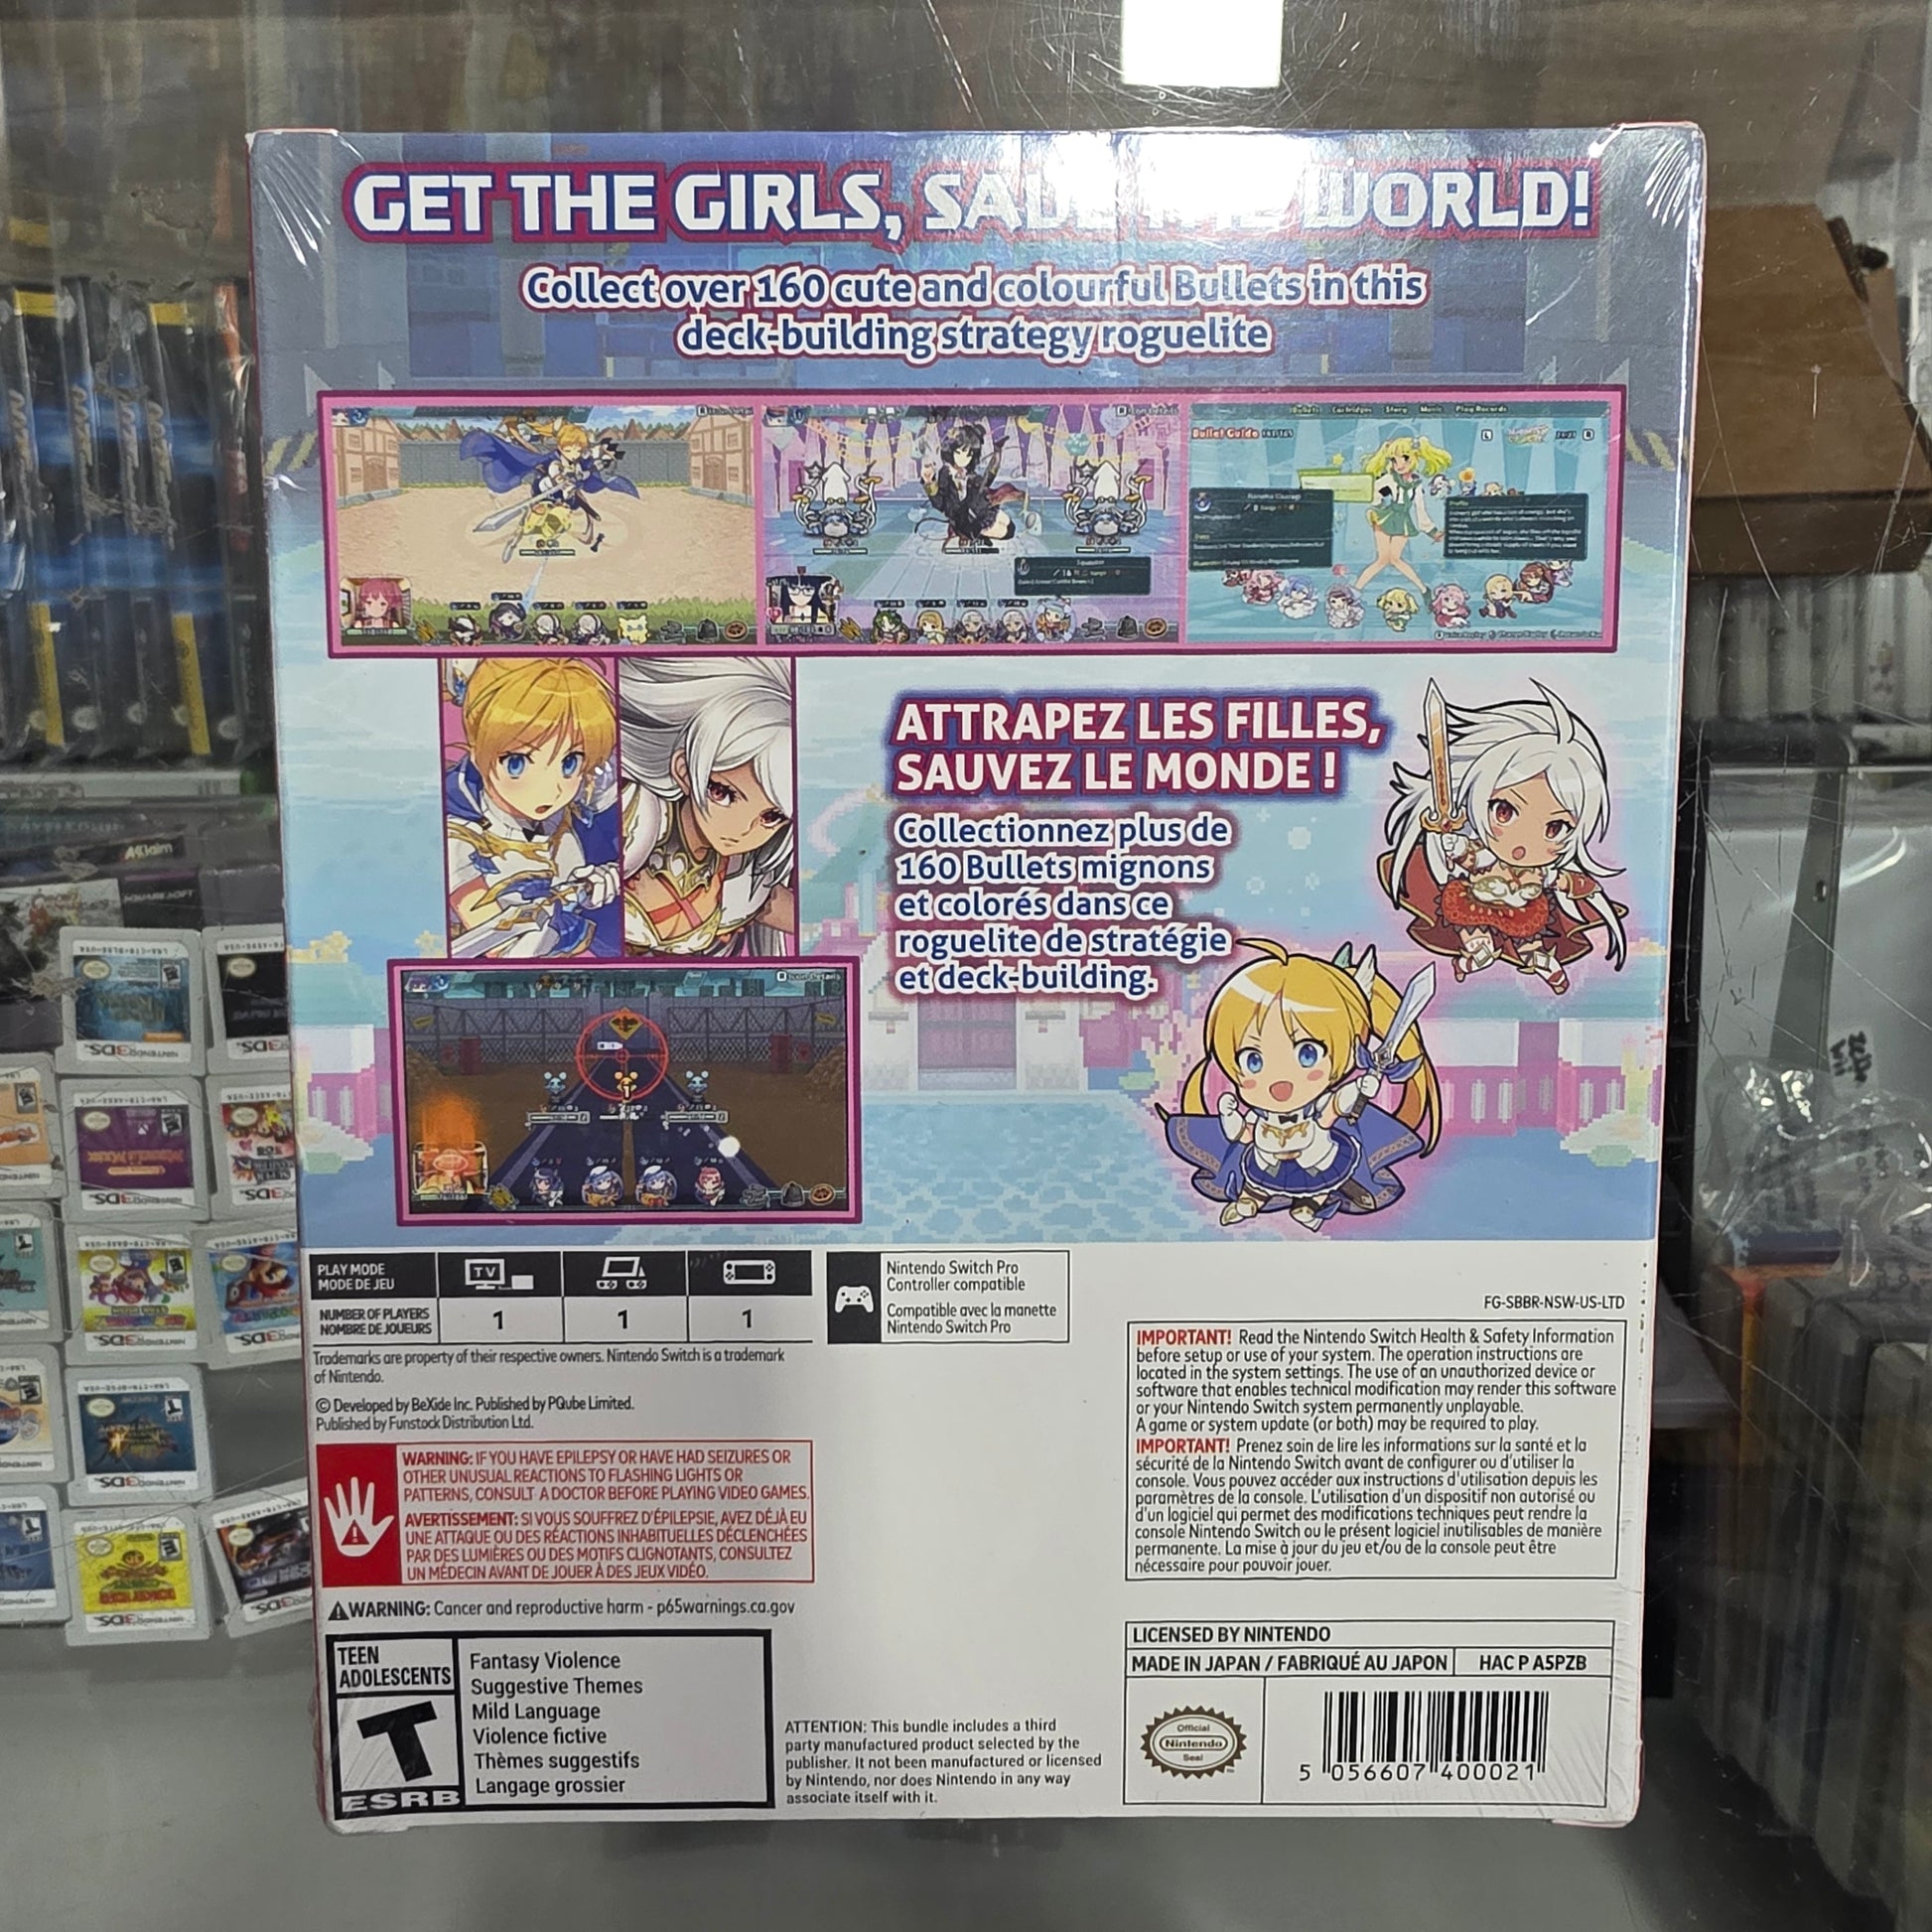 GET THE GIRLS, SAVE THE WORLD!
Collect over 160 cute and colourful Bullets in this
deck-building strategy roguelite
Bullet Guide
ATTRAPEZ LES FILLES,
SAUVEZ LE MONDE !
Collectionnez plus de
160 Bullets mignons
et colorés dans ce
roguelite de stratégie
et deck-building.
PLAY MODE
MODE DE JEU
TV
NUMBER OF PLAYERS
NOMBRE DE JOUEURS
1 1 1
Nintendo Switch Pro
Controller compatible
Compatible avec la manette
Nintendo Switch Pro
Trademarks are property of their respective owners. Nintendo Switch is a trademark
of Nintendo.
© Developed by BeXide Inc. Published by PQube Limited.
Published by Funstock Distribution Ltd.
WARNING: IF YOU HAVE EPILEPSY OR HAVE HAD SEIZURES OR
OTHER UNUSUAL REACTIONS TO FLASHING LIGHTS OR
PATTERNS, CONSULT A DOCTOR BEFORE PLAYING VIDEO GAMES.
AVERTISSEMENT: SI VOUS SOUFFREZ D'ÉPILEPSIE, AVEZ DÉJÀ EU
UNE ATTAQUE OU DES RÉACTIONS INHABITUELLES DÉCLENCHÉES
PAR DES LUMIÈRES OU DES MOTIFS CLIGNOTANTS, CONSULTEZ
UN MÉDECIN AVANT DE JOUER À DES JEUX VIDÉO.
WARNING: Cancer and reproductive harm - p65warnings.ca.gov
TEEN
ADOLESCENTS
T
ESRB
Fantasy Violence
Suggestive Themes
Mild Language
Violence fictive
Thèmes suggestifs
Langage grossier
ATTENTION: This bundle includes a third
party manufactured product selected by the
publisher. It not been manufactured or licensed
by Nintendo, nor does Nintendo in any way
associate itself with it.
FG-SBBR-NSW-US-LTD
IMPORTANT! Read the Nintendo Switch Health & Safety Information
before setup or use of your system. The operation instructions are
located in the system settings. The use of an unauthorized device or
software that enables technical modification may render this software
or your Nintendo Switch system permanently unplayable.
A game or system update (or both) may be required to play.
IMPORTANT! Prenez soin de lire les informations sur la santé et la
sécurité de la Nintendo Switch avant de configurer ou d'utiliser la
console. Vous pouvez accéder aux instructions d'utilisation depuis les
paramètres de la console. L'utilisation d'un dispositif non autorisé ou
d'un logiciel qui permet des modifications techniques peut rendre la
console Nintendo Switch ou le présent logiciel inutilisables de manière
permanente. La mise à jour du jeu et/ou de la console peut être
nécessaire pour pouvoir jouer.
LICENSED BY NINTENDO
MADE IN JAPAN / FABRIQUÉ AU JAPON HAC P A5PZB
Official
Nintendo
Seal
5 056607 400021
AKlaim
NINTENDO 3DS